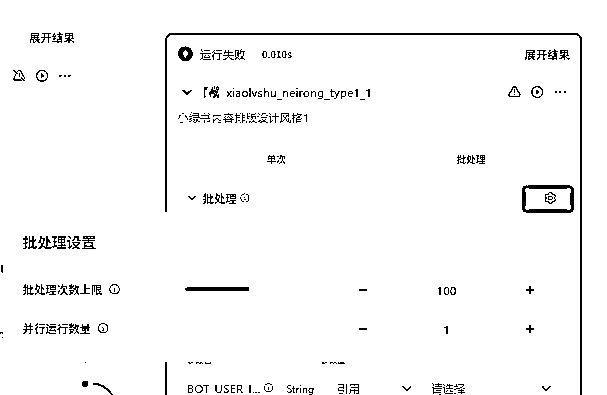 展开结果
运行失败 0.010s 展开结果
xiaolvshu_neirong_type1_1
小绿书内容排版设计风格1
单次 批处理
批处理
批处理设置
批处理次数上限 100
并行运行数量 1
BOT_USER_I... String 引用 请选择